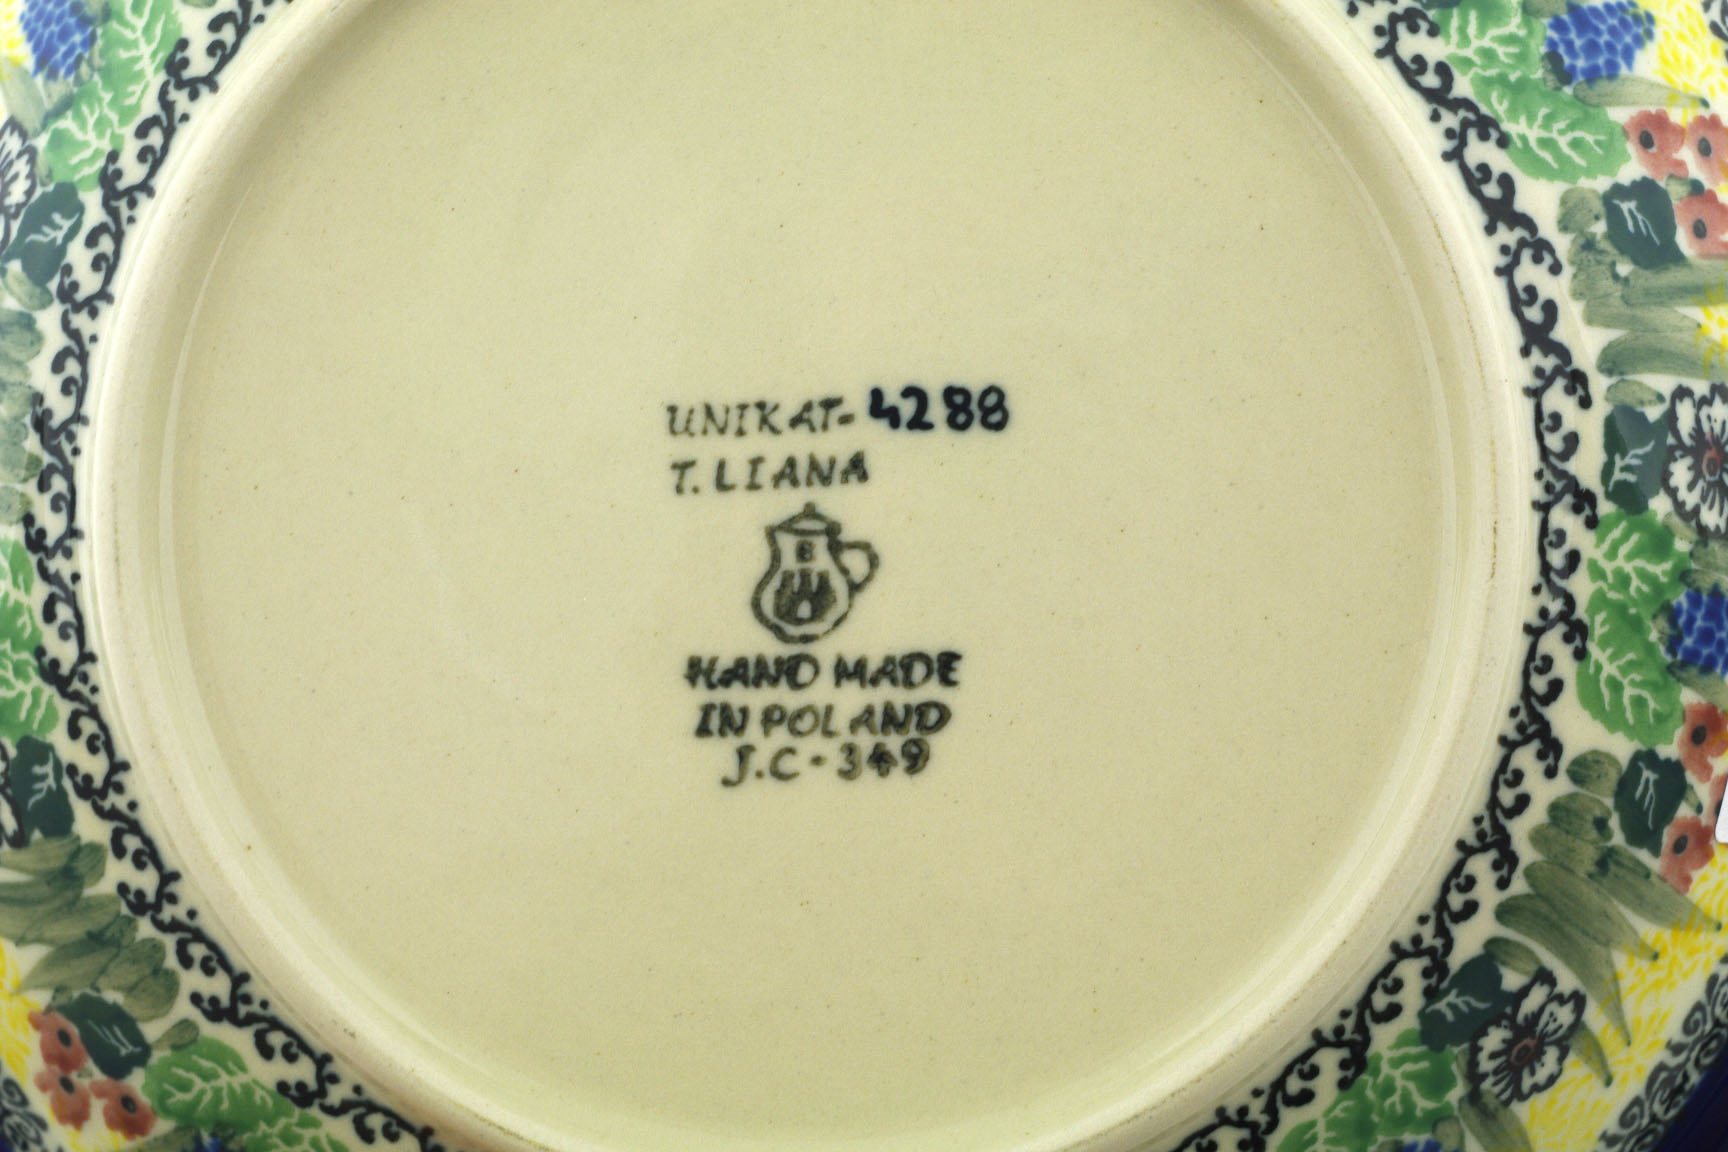 UNIKAT-4288
T. LIANA
B
HAND MADE
IN POLAND
J.C-349